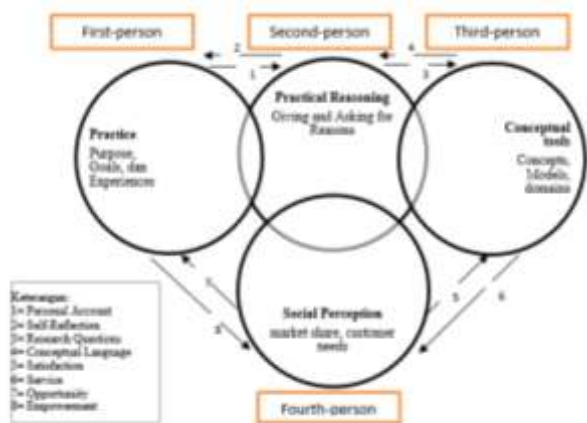 First-person
Second-person
Third-person
2
4
1
3
Practical Reasoning
Giving and Asking for
Reasons
Practice
Purpose,
Goals, dan
Experiences
Conceptual
tools
Concepts,
Models,
domains
7
8
5
6
Social Perception
market share, customer
needs
Keterangan:
1= Personal Account
2= Self-Reflection
3= Research Questions
4= Conceptual Language
5= Satisfaction
6= Service
7= Opportunity
8= Empowerment
Fourth-person